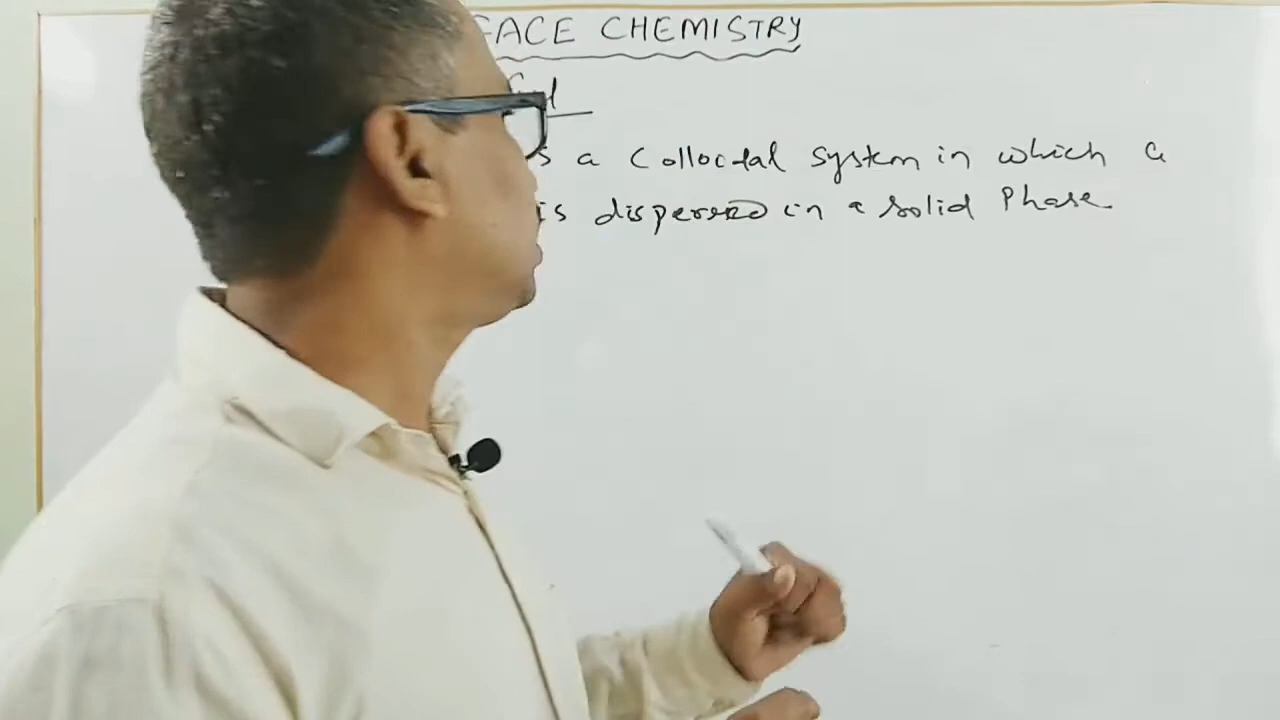 FACE CHEMISTRY
s a Colloidal system in which a
is dispersed in a solid Phase